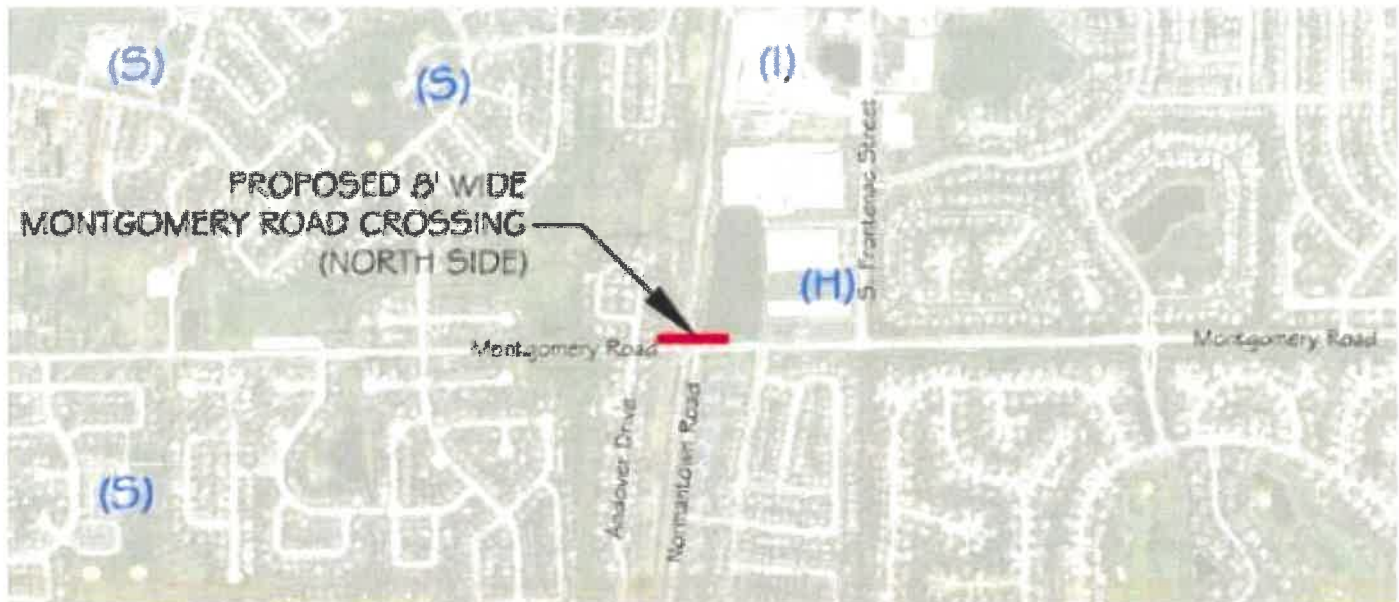 (S)
(S)
(I)
S. Frontenac Street
PROPOSED 8' WIDE
MONTGOMERY ROAD CROSSING
(NORTH SIDE)
(H)
Montgomery Road
Montgomery Road
Andover Drive
Normantown Road
(S)